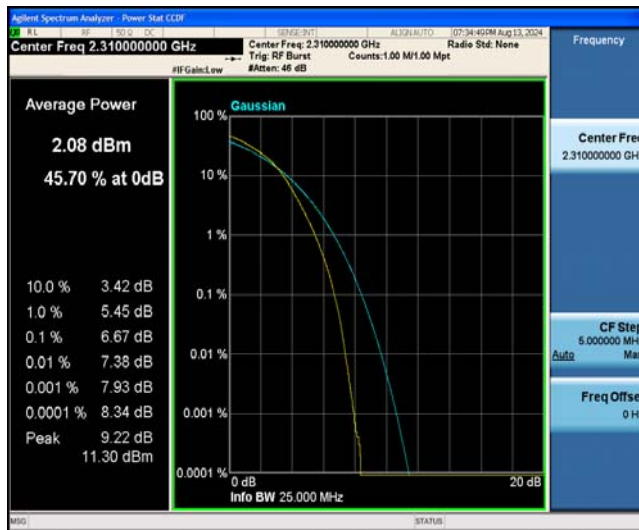 Agilent Spectrum Analyzer - Power Stat CCDF
RL RF 50 Ω DC SENSE:INT ALIGN AUTO 07:34:49 PM Aug 13, 2024
Center Freq 2.310000000 GHz
Center Freq: 2.310000000 GHz Radio Std: None
Trig: RF Burst Counts:1.00 M/1.00 Mpt
#IFGain:Low #Atten: 46 dB
Frequency
Average Power
2.08 dBm
45.70 % at 0dB
10.0 % 3.42 dB
1.0 % 5.45 dB
0.1 % 6.67 dB
0.01 % 7.38 dB
0.001 % 7.93 dB
0.0001 % 8.34 dB
Peak 9.22 dB
11.30 dBm
Gaussian
100 %
10 %
1 %
0.1 %
0.01 %
0.001 %
0.0001 %
0 dB 20 dB
Info BW 25.000 MHz
Center Freq
2.310000000 GH
CF Step
5.000000 MH
Auto Ma
Freq Offse
0 H
MSG STATUS